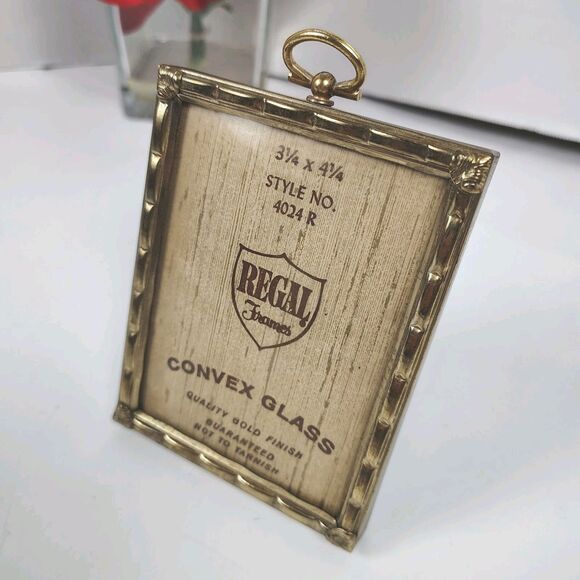 3¼ x 4¼
STYLE NO.
4024 R
REGAL
Frames
CONVEX GLASS
QUALITY GOLD FINISH
GUARANTEED
NOT TO TARNISH